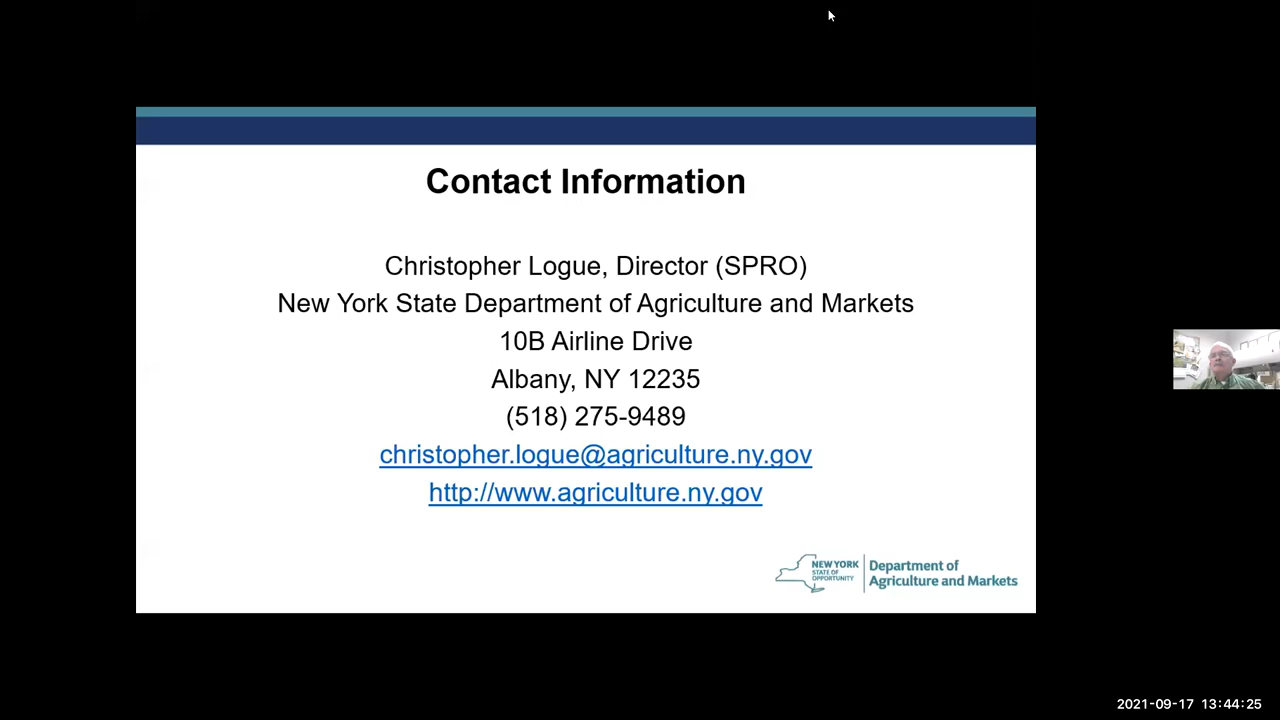 Contact Information
Christopher Logue, Director (SPRO)
New York State Department of Agriculture and Markets
10B Airline Drive
Albany, NY 12235
(518) 275-9489
christopher.logue@agriculture.ny.gov
http://www.agriculture.ny.gov
NEW YORK
STATE OF
OPPORTUNITY
Department of
Agriculture and Markets
2021-09-17 13:44:25